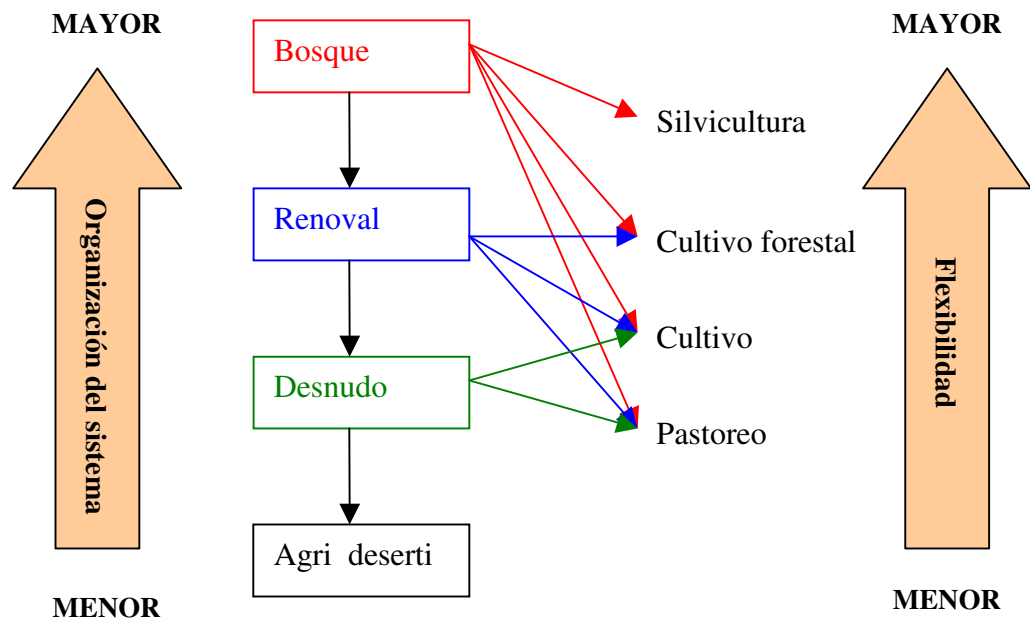 MAYOR
MAYOR
Bosque
Silvicultura
Renoval
Cultivo forestal
Organización del sistema
Flexibilidad
Cultivo
Desnudo
Pastoreo
Agri deserti
MENOR
MENOR